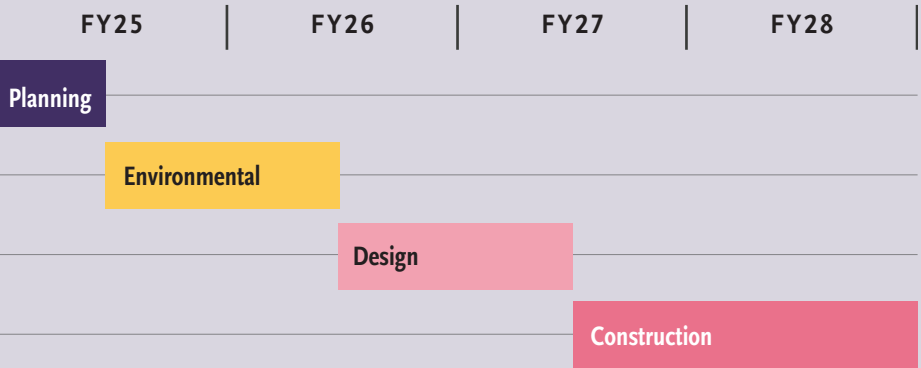 FY25 FY26 FY27 FY28
Planning
Environmental
Design
Construction